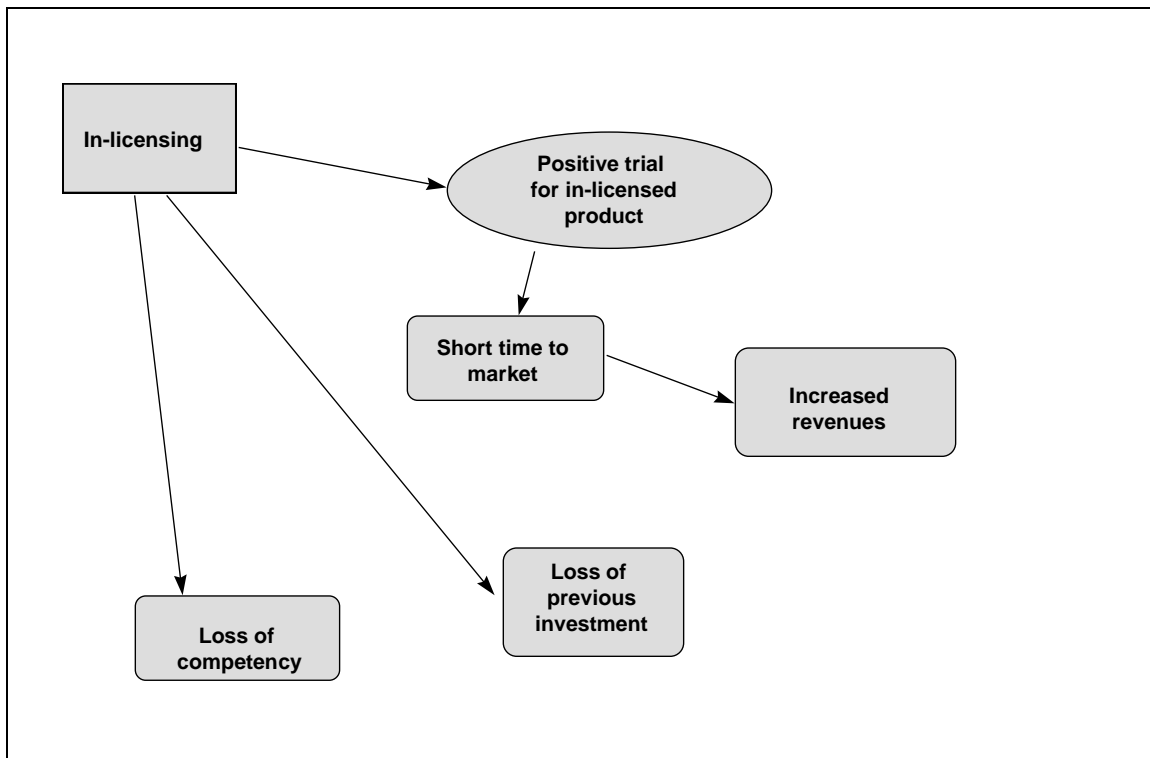 In-licensing
Positive trial
for in-licensed
product
Short time to
market
Increased
revenues
Loss of
previous
investment
Loss of
competency